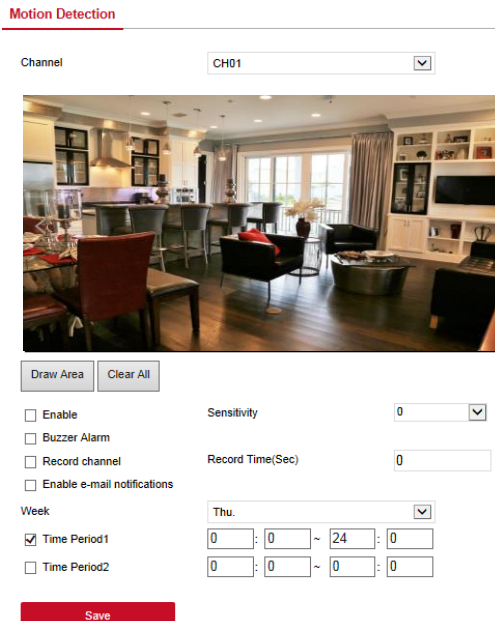 Motion Detection
Channel CH01
Draw Area Clear All
Enable Sensitivity 0
Buzzer Alarm
Record channel Record Time(Sec) 0
Enable e-mail notifications
Week Thu.
Time Period1 0 : 0 ~ 24 : 0
Time Period2 0 : 0 ~ 0 : 0
Save